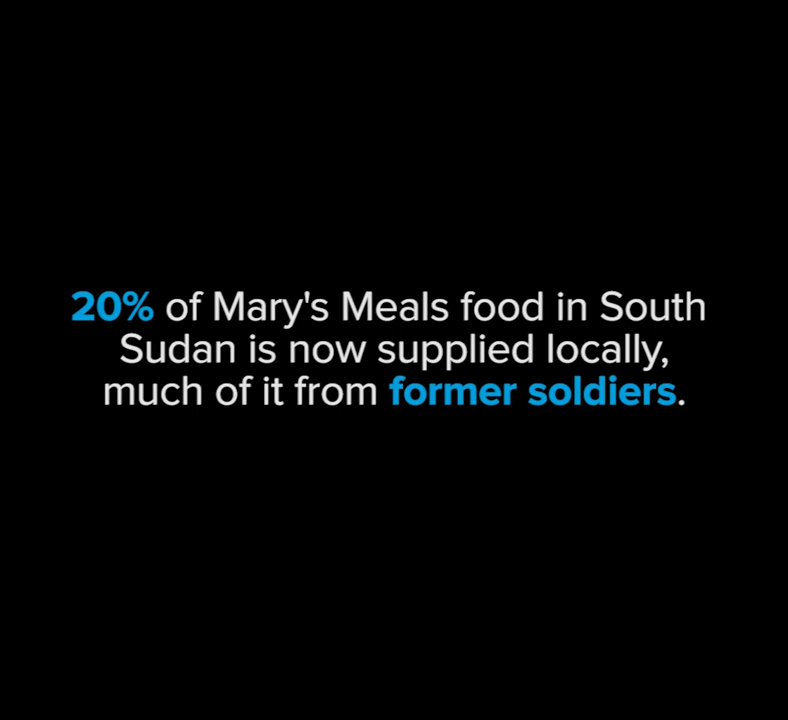 20% of Mary's Meals food in South
Sudan is now supplied locally,
much of it from former soldiers.